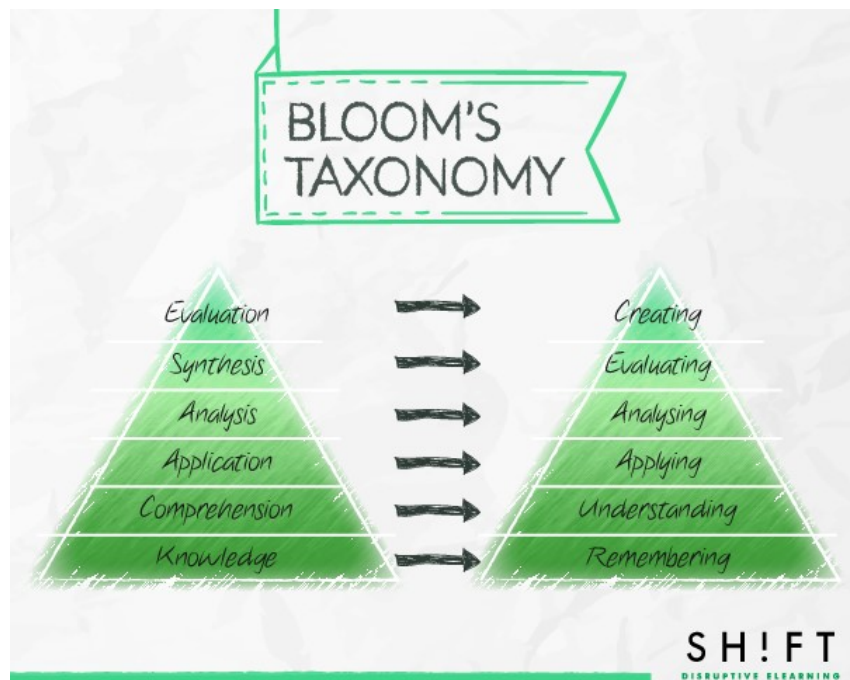 BLOOM'S
TAXONOMY
Evaluation
Synthesis
Analysis
Application
Comprehension
Knowledge
Creating
Evaluating
Analysing
Applying
Understanding
Remembering
SH!FT
DISRUPTIVE ELEARNING